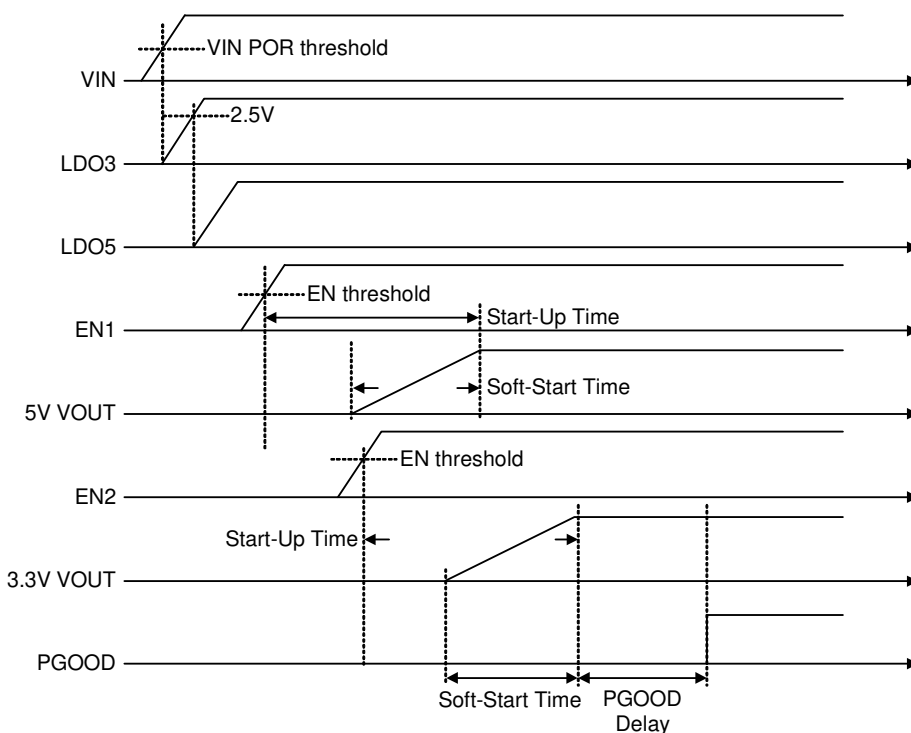 VIN POR threshold
VIN
2.5V
LDO3
LDO5
EN threshold
Start-Up Time
EN1
Soft-Start Time
5V VOUT
EN threshold
EN2
Start-Up Time
3.3V VOUT
PGOOD
Soft-Start Time
PGOOD
Delay